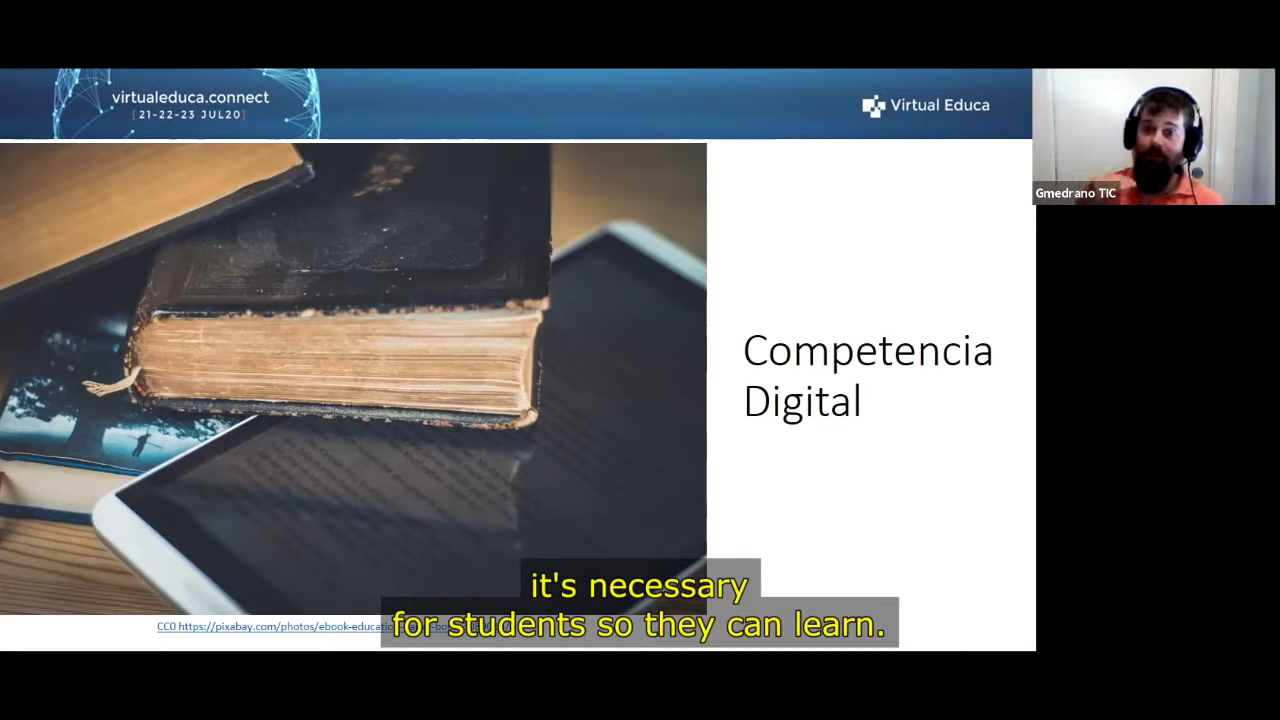 virtualeduca.connect
[ 21-22-23 JUL20]
Virtual Educa
Gmedrano TIC
Competencia
Digital
it's necessary
for students so they can learn.
CC0 https://pixabay.com/photos/ebook-educatio